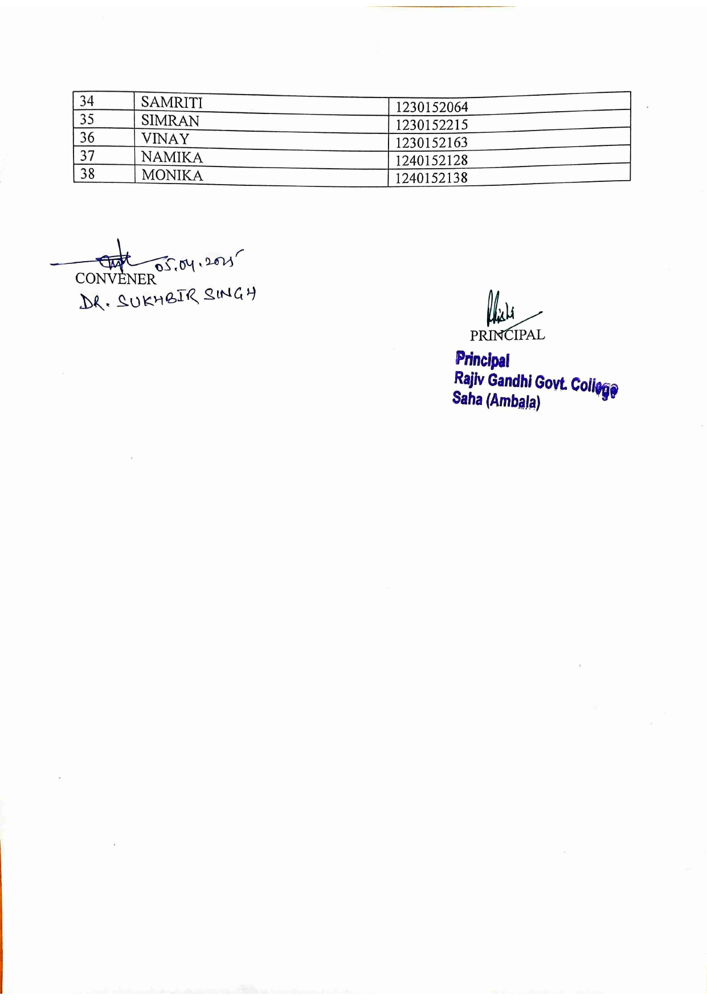 34 SAMRITI 1230152064
35 SIMRAN 1230152215
36 VINAY 1230152163
37 NAMIKA 1240152128
38 MONIKA 1240152138
05.04.2025
CONVENER
DR. SUKHBIR SINGH
PRINCIPAL
Principal
Rajiv Gandhi Govt. College
Saha (Ambala)